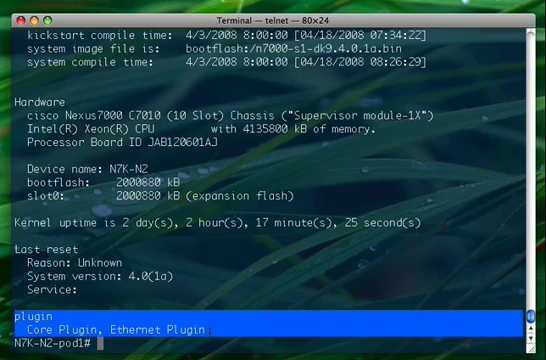 Terminal — telnet — 80×24
kickstart compile time: 4/3/2008 8:00:00 [04/18/2008 07:34:22]
system image file is: bootflash:/n7000-s1-dk9.4.0.1a.bin
system compile time: 4/3/2008 8:00:00 [04/18/2008 08:26:29]
Hardware
cisco Nexus7000 C7010 (10 Slot) Chassis ("Supervisor module-1X")
Intel(R) Xeon(R) CPU with 4135800 kB of memory.
Processor Board ID JAB120601AJ
Device name: N7K-N2
bootflash: 2000880 kB
slot0: 2000880 kB (expansion flash)
Kernel uptime is 2 day(s), 2 hour(s), 17 minute(s), 25 second(s)
Last reset
Reason: Unknown
System version: 4.0(1a)
Service:
plugin
Core Plugin, Ethernet Plugin
N7K-N2-pod1#